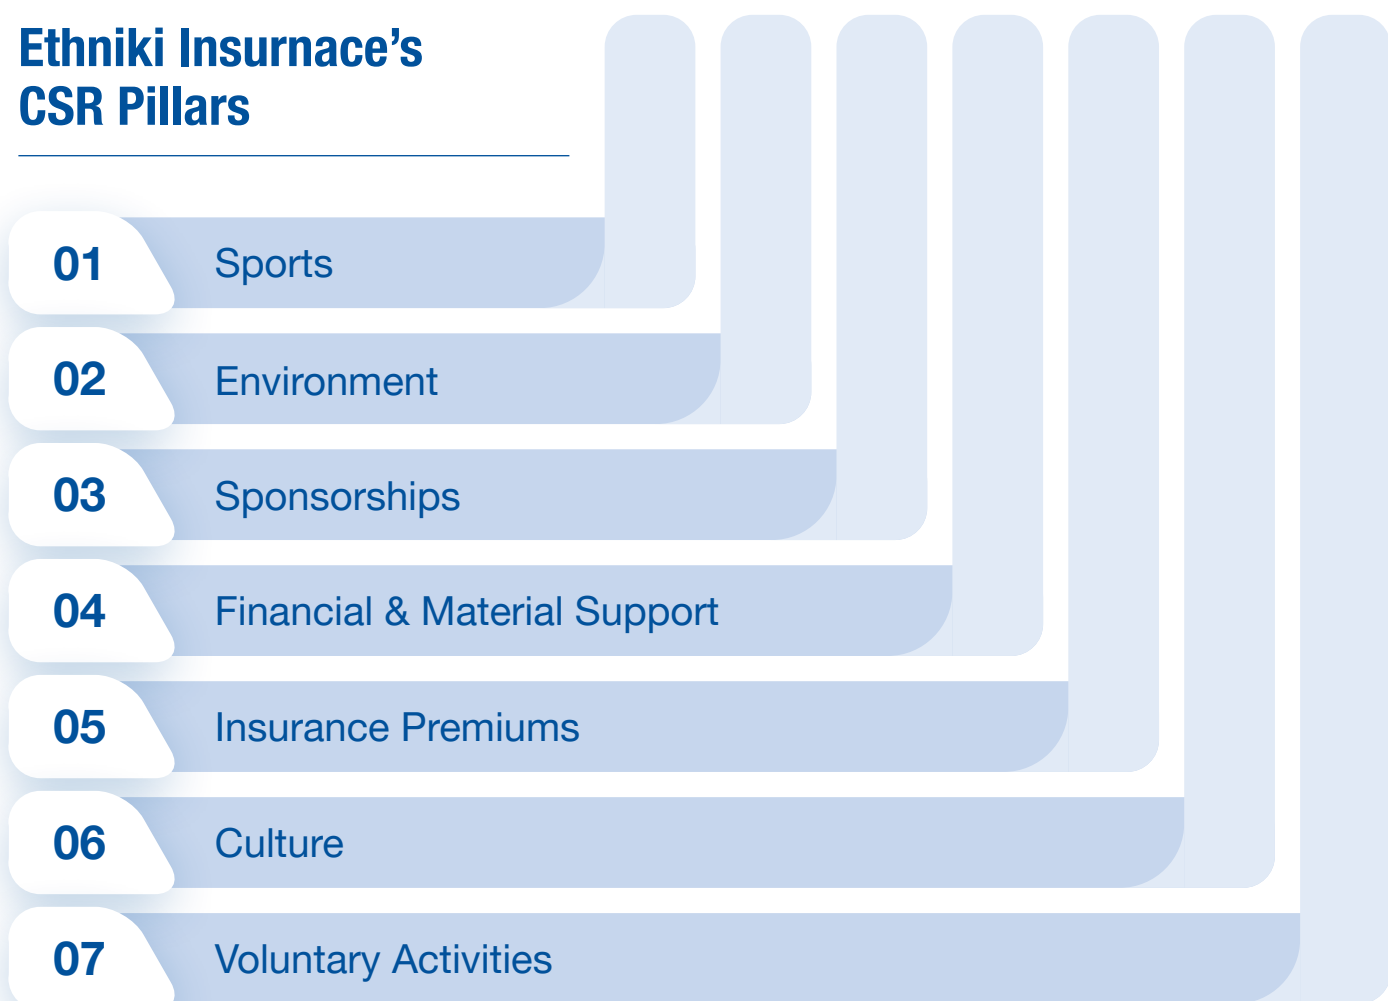 Ethniki Insurnace’s
CSR Pillars
01 Sports
02 Environment
03 Sponsorships
04 Financial & Material Support
05 Insurance Premiums
06 Culture
07 Voluntary Activities